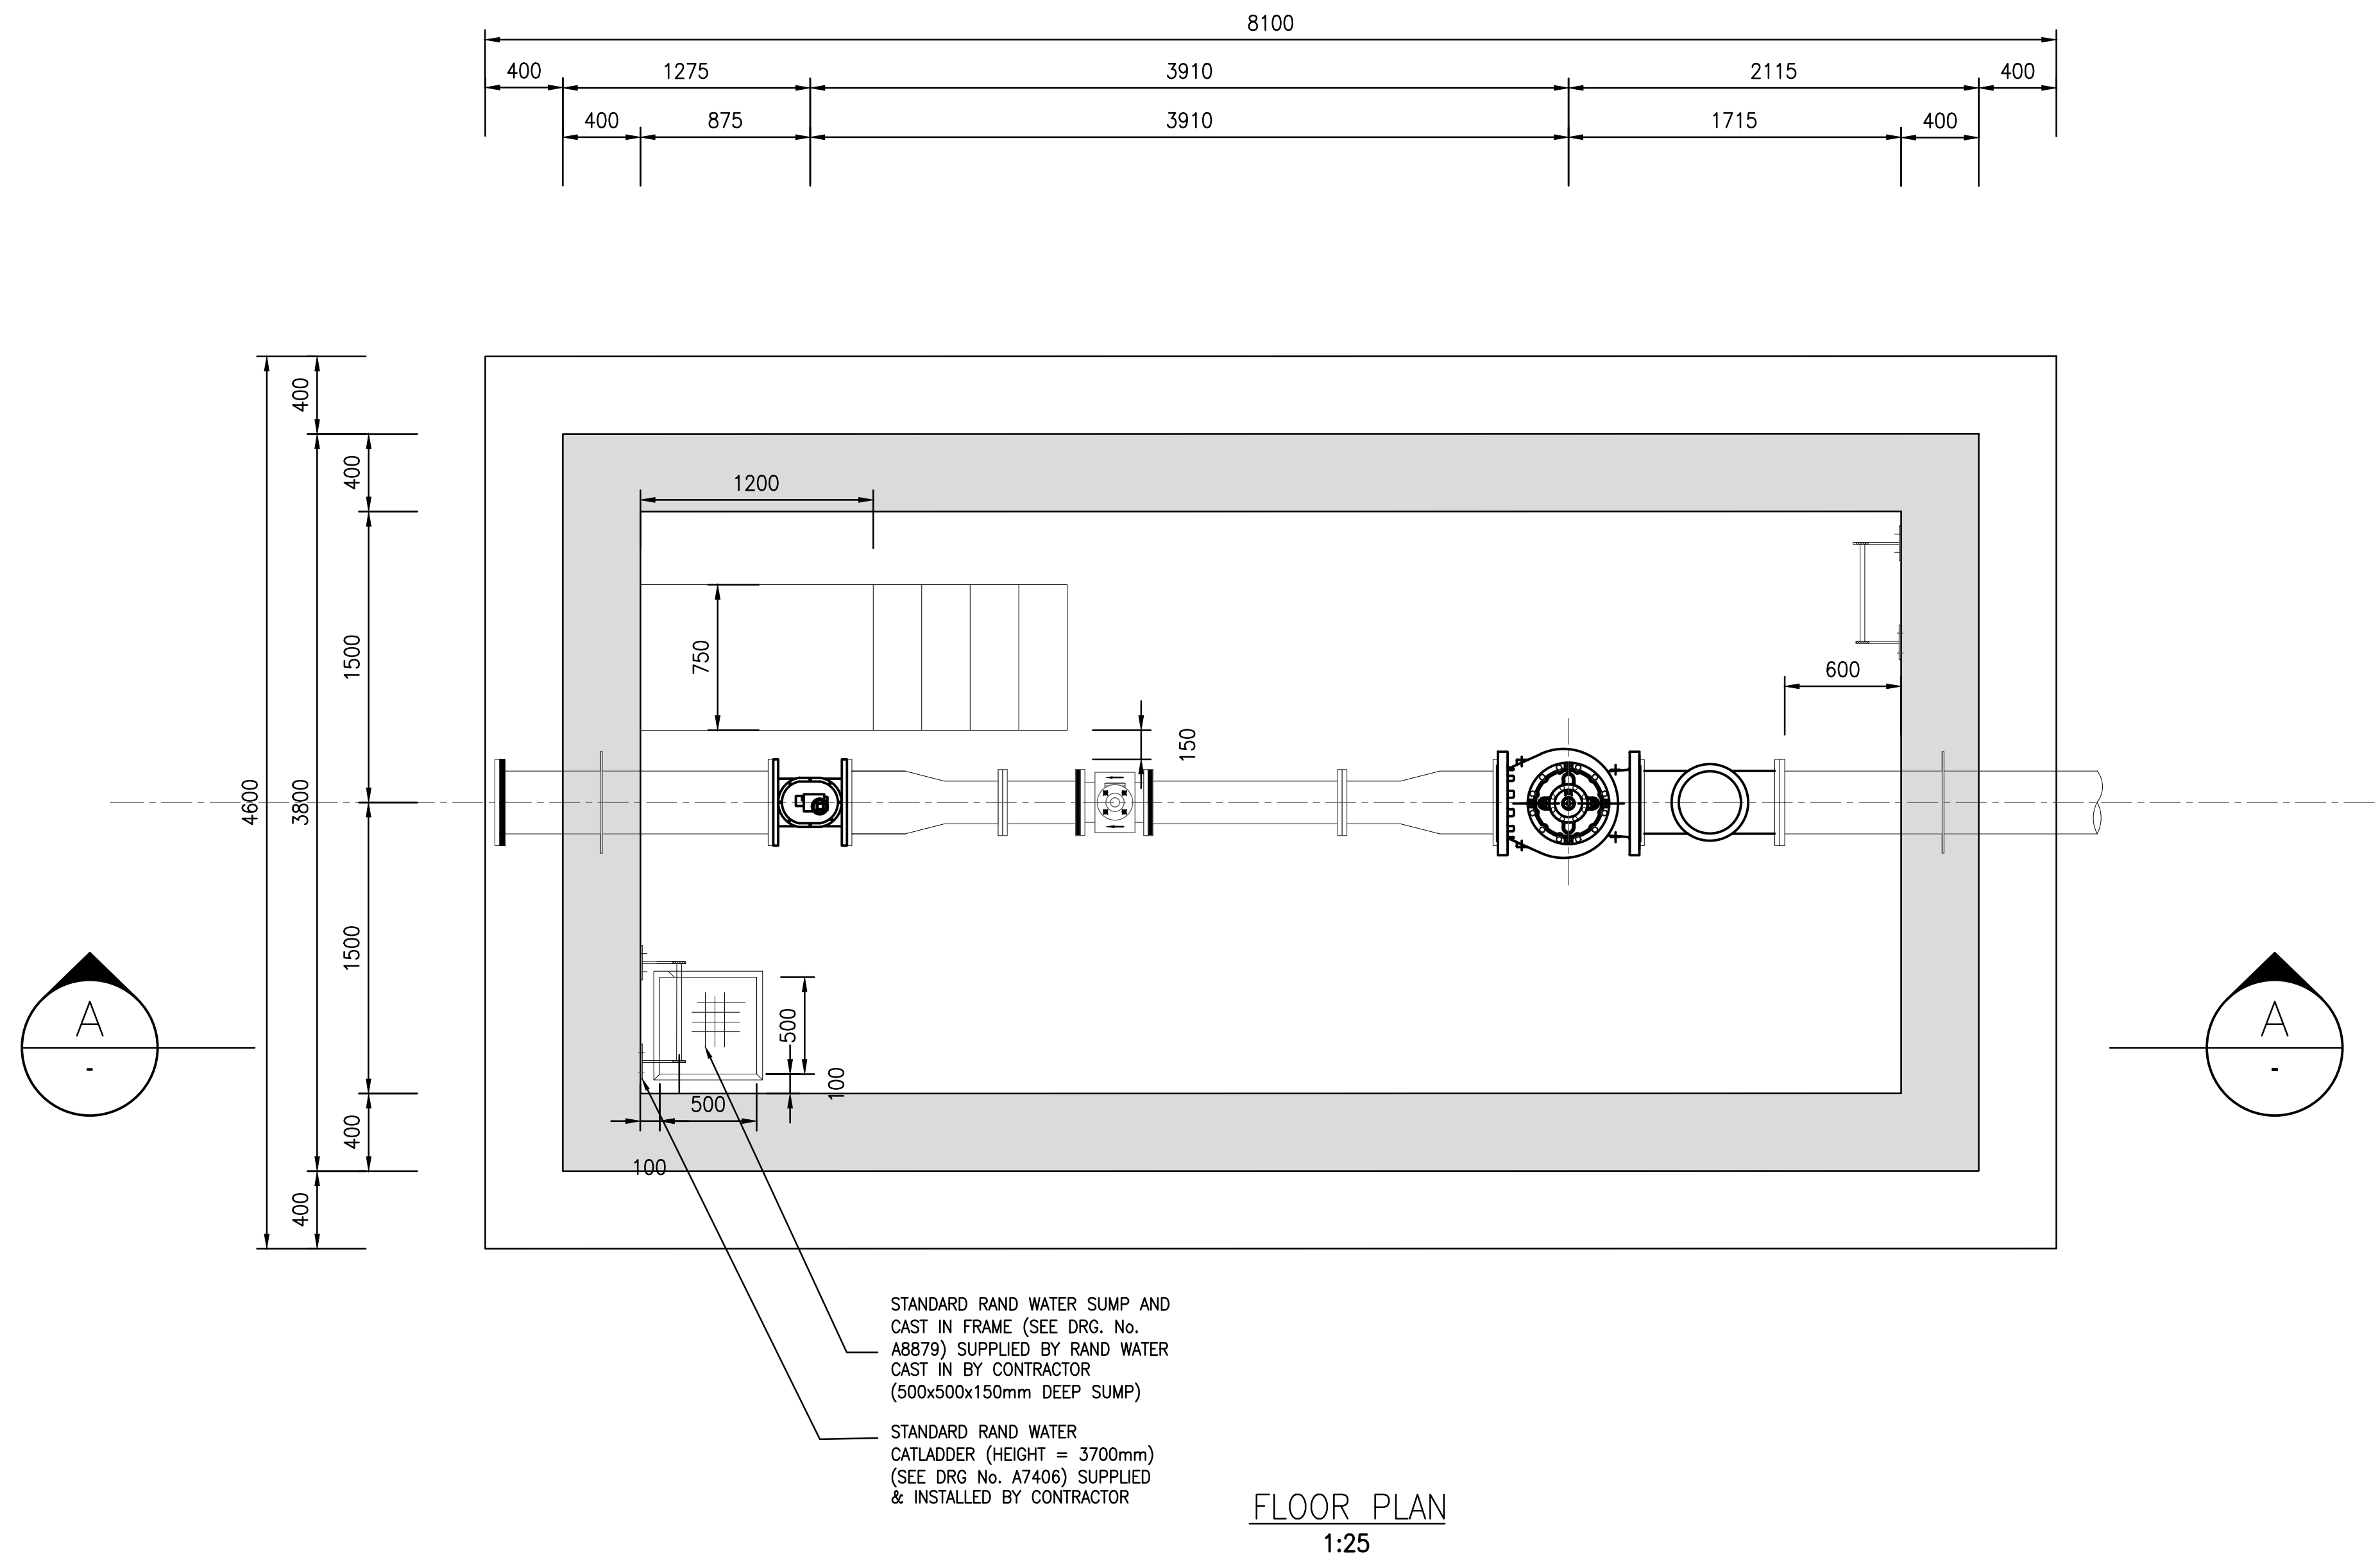 8100
400 1275 3910 2115 400
400 875 3910 1715 400
400
400
1200
1500
750
600
150
4600
3800
1500
A
-
A
-
500
100
500
400
100
400
STANDARD RAND WATER SUMP AND
CAST IN FRAME (SEE DRG. No.
A8879) SUPPLIED BY RAND WATER
CAST IN BY CONTRACTOR
(500x500x150mm DEEP SUMP)
STANDARD RAND WATER
CATLADDER (HEIGHT = 3700mm)
(SEE DRG No. A7406) SUPPLIED
& INSTALLED BY CONTRACTOR
FLOOR PLAN
1:25